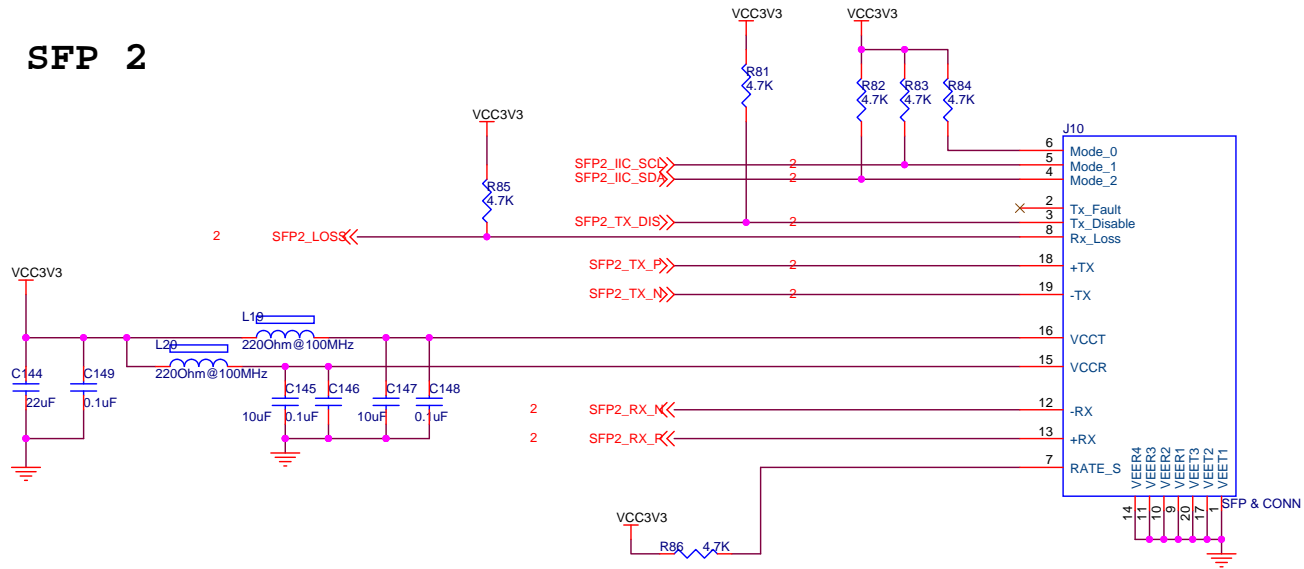 SFP 2
VCC3V3
VCC3V3
R81
4.7K
R82
4.7K
R83
4.7K
R84
4.7K
VCC3V3
R85
4.7K
J10
SFP2_IIC_SCL 2 5 Mode_1
SFP2_IIC_SDA 2 4 Mode_2
6 Mode_0
2 Tx_Fault
SFP2_TX_DIS 2 3 Tx_Disable
2 SFP2_LOSS 8 Rx_Loss
SFP2_TX_P 2 18 +TX
SFP2_TX_N 2 19 -TX
VCC3V3
L19
220Ohm@100MHz
16 VCCT
L20
220Ohm@100MHz
15 VCCR
C144
22uF
C149
0.1uF
C145
10uF
C146
0.1uF
C147
10uF
C148
0.1uF
2 SFP2_RX_N 12 -RX
2 SFP2_RX_P 13 +RX
7 RATE_S
VEER4
VEER3
VEER2
VEER1
VEET3
VEET2
VEET1
14
11
10
9
20
17
1
SFP & CONN
VCC3V3
R86 4.7K